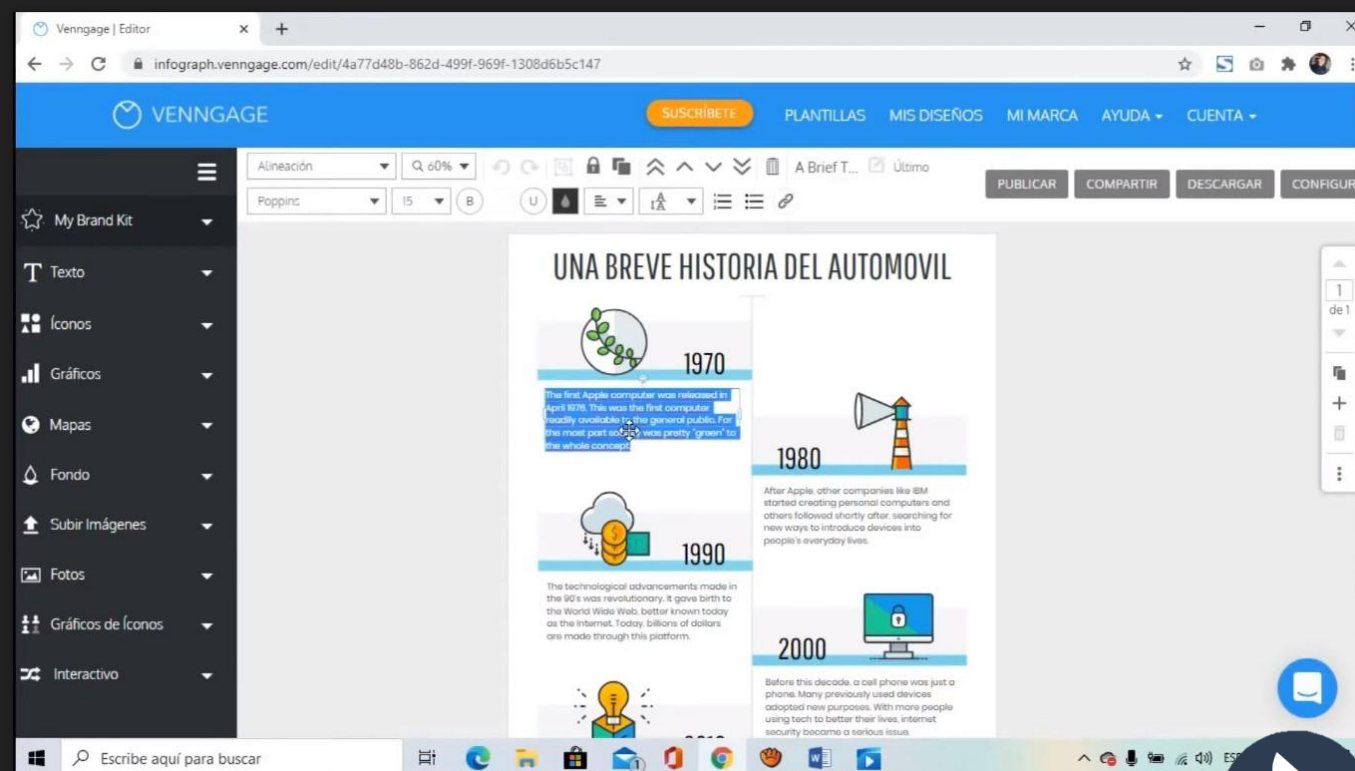 Venngage | Editor
infograph.venngage.com/edit/4a77d48b-862d-499f-969f-1308d6b5c147
VENNGAGE
SUSCRÍBETE
PLANTILLAS
MIS DISEÑOS
MI MARCA
AYUDA
CUENTA
Alineación
60%
A Brief T...
Último
Poppins
15
B
U
PUBLICAR
COMPARTIR
DESCARGAR
CONFIGUR
My Brand Kit
Texto
Íconos
Gráficos
Mapas
Fondo
Subir Imágenes
Fotos
Gráficos de Íconos
Interactivo
UNA BREVE HISTORIA DEL AUTOMOVIL
1970
The first Apple computer was released in
April 1976. This was the first computer
readily available to the general public. For
the most part was pretty "green" to
the whole concept.
1980
After Apple, other companies like IBM
started creating personal computers and
others followed shortly after, searching for
new ways to introduce devices into
people's everyday lives.
1990
The technological advancements made in
the 90's was revolutionary. It gave birth to
the World Wide Web, better known today
as the Internet. Today, billions of dollars
are made through this platform.
2000
Before this decade, a cell phone was just a
phone. Many previously used devices
adopted new purposes. With more people
using tech to better their lives, internet
security became a serious issue.
1
de 1
Escribe aquí para buscar